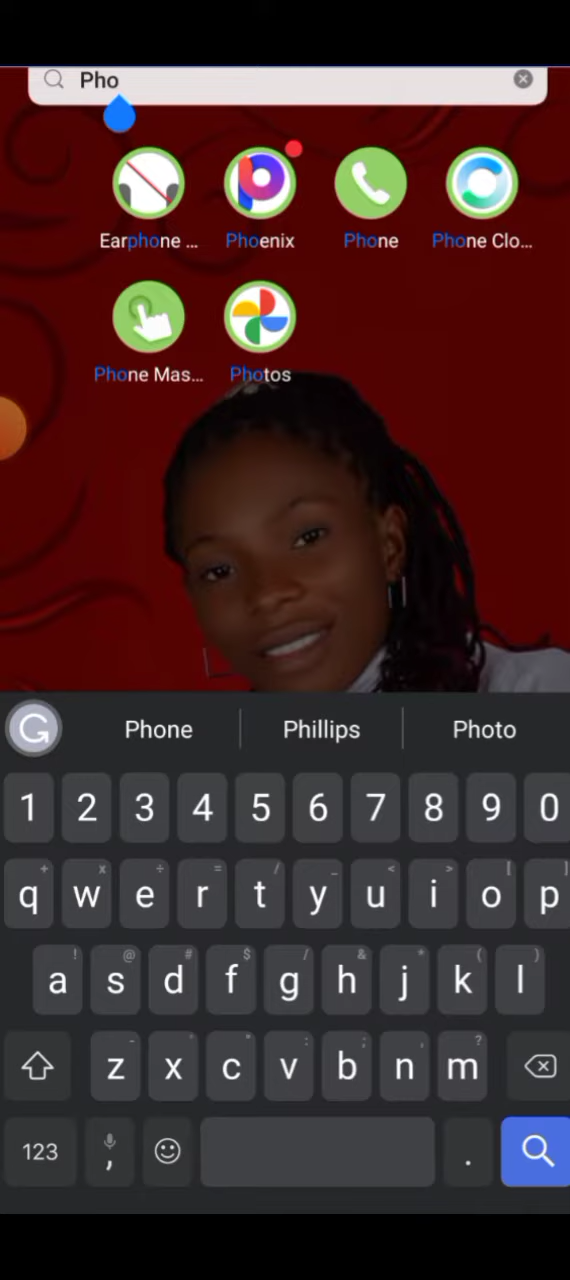 Pho
Earphone ... Phoenix Phone Phone Clo...
Phone Mas... Photos
Phone Phillips Photo
1 2 3 4 5 6 7 8 9 0
+ x ÷ = / _ < > [ ]
q w e r t y u i o p
! @ # $ / & * ( )
a s d f g h j k l
- ' " : ; , ?
z x c v b n m
123 , .